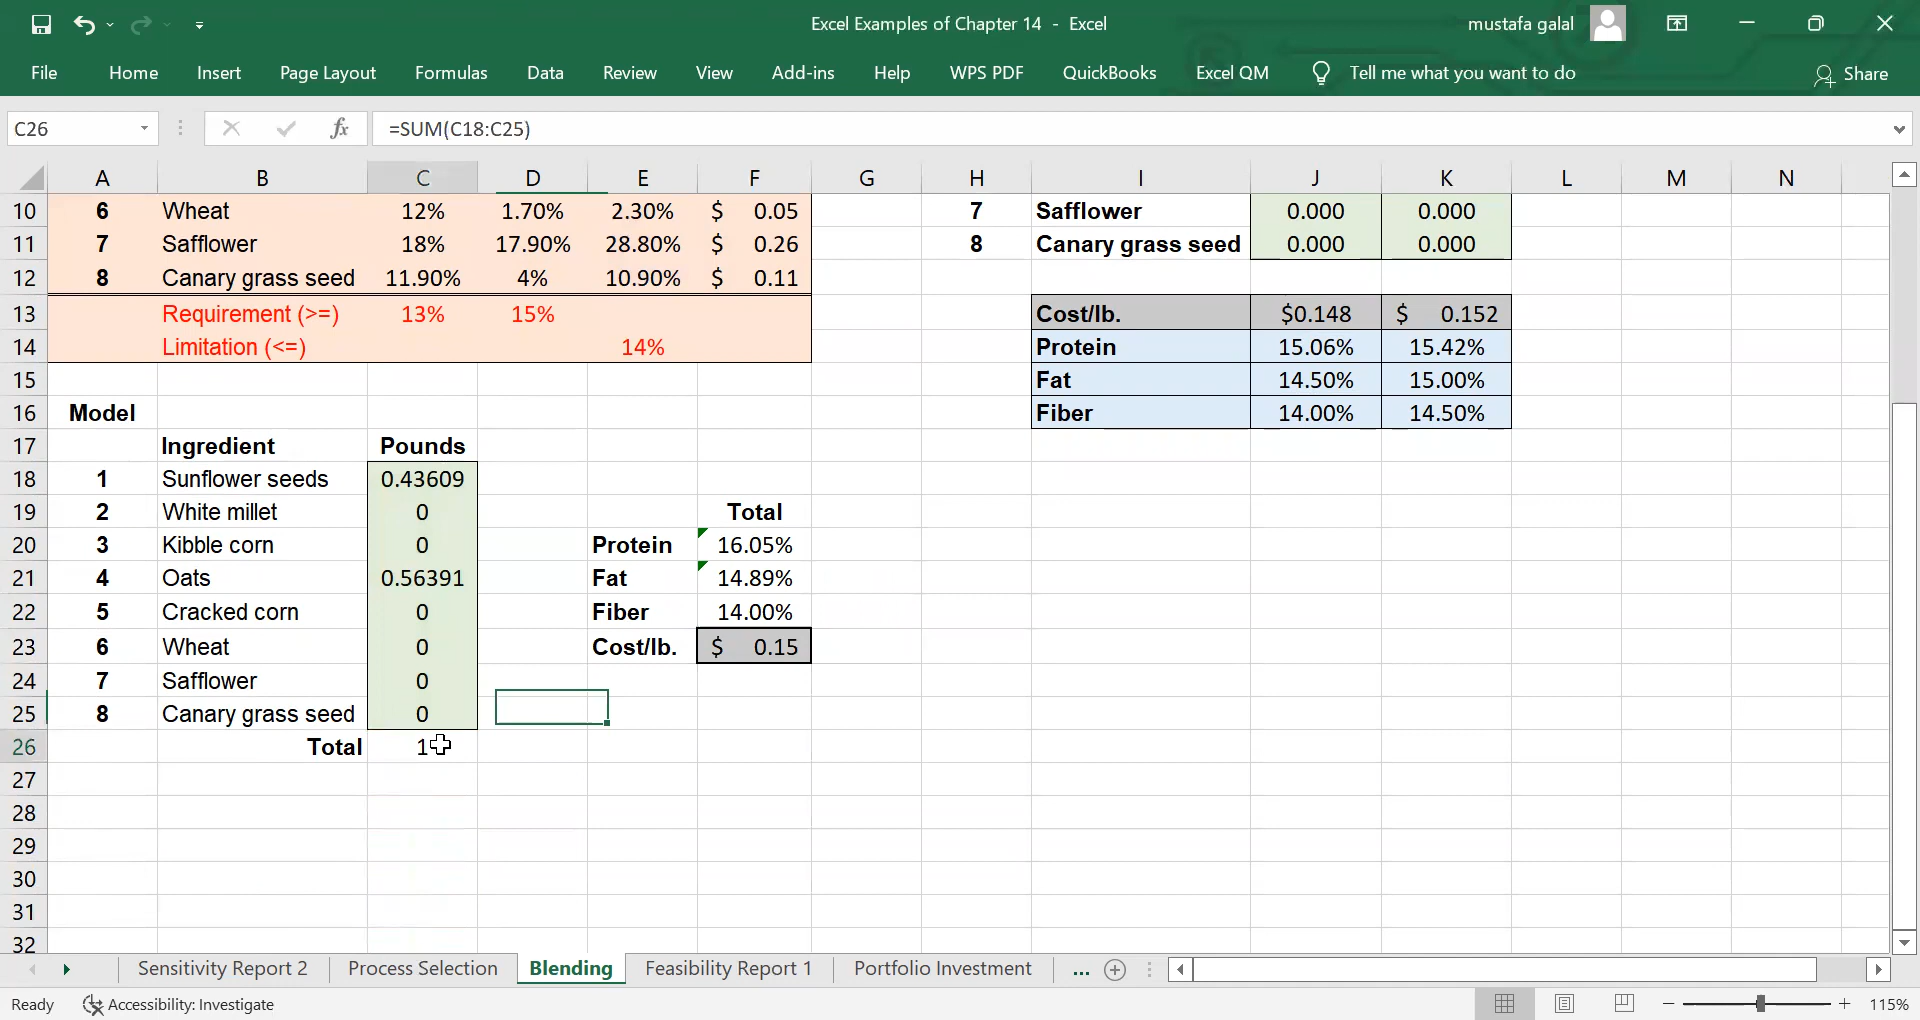 Excel Examples of Chapter 14 - Excel
mustafa galal
File Home Insert Page Layout Formulas Data Review View Add-ins Help WPS PDF QuickBooks Excel QM Tell me what you want to do Share
C26 fx =SUM(C18:C25)
A B C D E F G H I J K L M N
10 6 Wheat 12% 1.70% 2.30% $ 0.05 7 Safflower 0.000 0.000
11 7 Safflower 18% 17.90% 28.80% $ 0.26 8 Canary grass seed 0.000 0.000
12 8 Canary grass seed 11.90% 4% 10.90% $ 0.11
13 Requirement (>=) 13% 15% Cost/lb. $0.148 $ 0.152
14 Limitation (<=) 14% Protein 15.06% 15.42%
15 Fat 14.50% 15.00%
16 Model Fiber 14.00% 14.50%
17 Ingredient Pounds
18 1 Sunflower seeds 0.43609
19 2 White millet 0 Total
20 3 Kibble corn 0 Protein 16.05%
21 4 Oats 0.56391 Fat 14.89%
22 5 Cracked corn 0 Fiber 14.00%
23 6 Wheat 0 Cost/lb. $ 0.15
24 7 Safflower 0
25 8 Canary grass seed 0
26 Total 1
27
28
29
30
31
32
Sensitivity Report 2 Process Selection Blending Feasibility Report 1 Portfolio Investment ...
Ready Accessibility: Investigate 115%